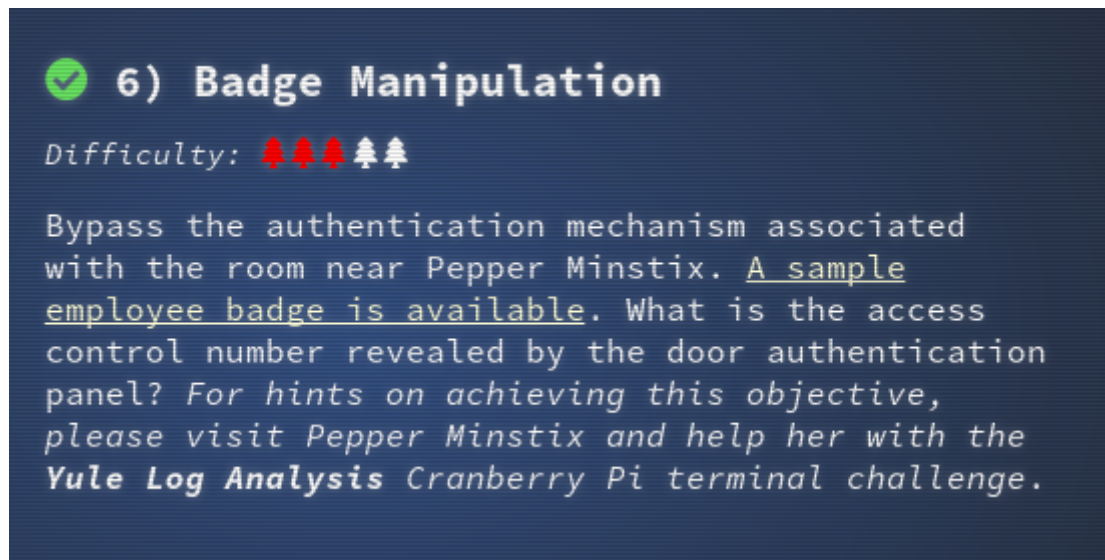 6) Badge Manipulation
Difficulty:
Bypass the authentication mechanism associated
with the room near Pepper Minstix. A sample
employee badge is available. What is the access
control number revealed by the door authentication
panel? For hints on achieving this objective,
please visit Pepper Minstix and help her with the
Yule Log Analysis Cranberry Pi terminal challenge.